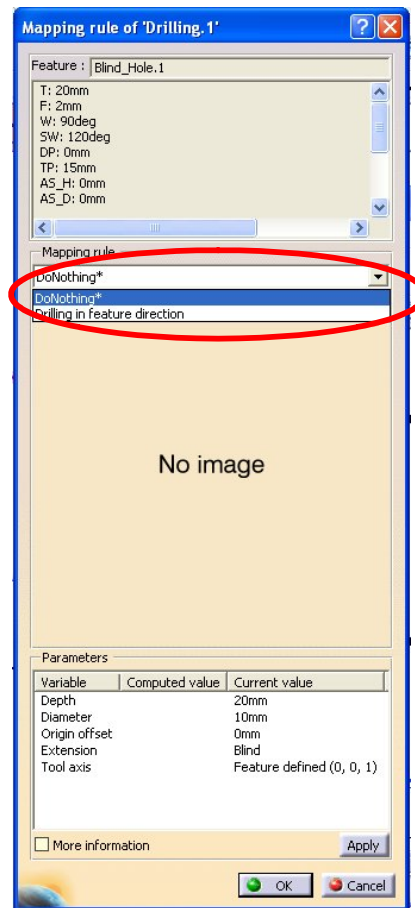 Mapping rule of 'Drilling.1'
Feature : Blind_Hole.1
T: 20mm
F: 2mm
W: 90deg
SW: 120deg
DP: 0mm
TP: 15mm
AS_H: 0mm
AS_D: 0mm
Mapping rule
DoNothing*
DoNothing*
Drilling in feature direction
No image
Parameters
Variable Computed value Current value
Depth 20mm
Diameter 10mm
Origin offset 0mm
Extension Blind
Tool axis Feature defined (0, 0, 1)
More information Apply
OK Cancel